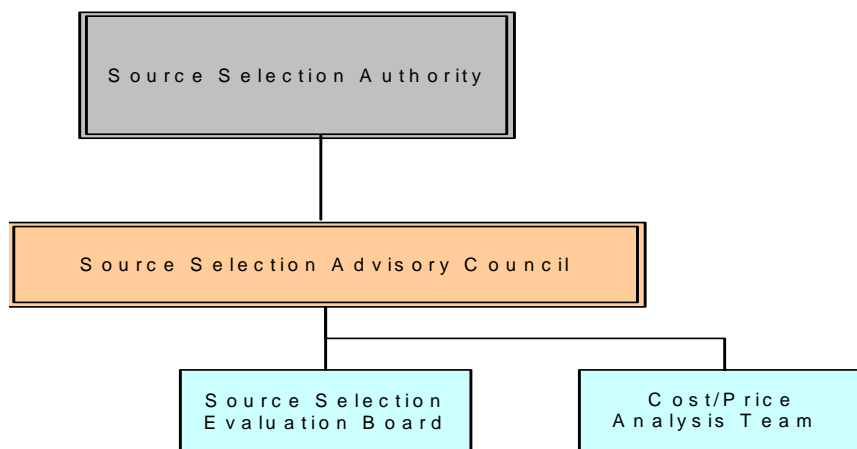 Source Selection Authority
Source Selection Advisory Council
Source Selection
Evaluation Board
Cost/Price
Analysis Team